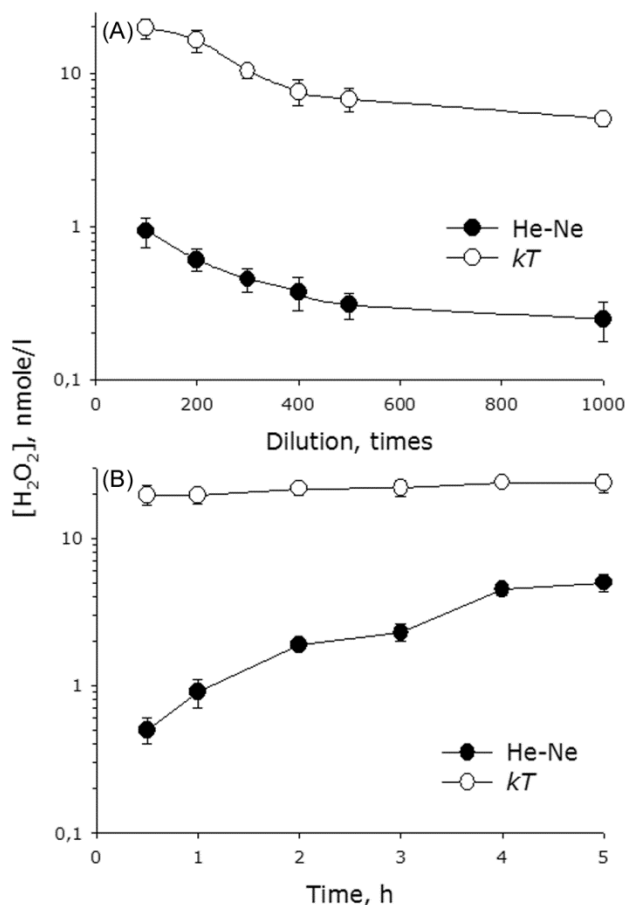 (A)
10
1
0,1
He-Ne
kT
0 200 400 600 800 1000
Dilution, times
[H₂O₂], nmole/l
(B)
10
1
0,1
He-Ne
kT
0 1 2 3 4 5
Time, h